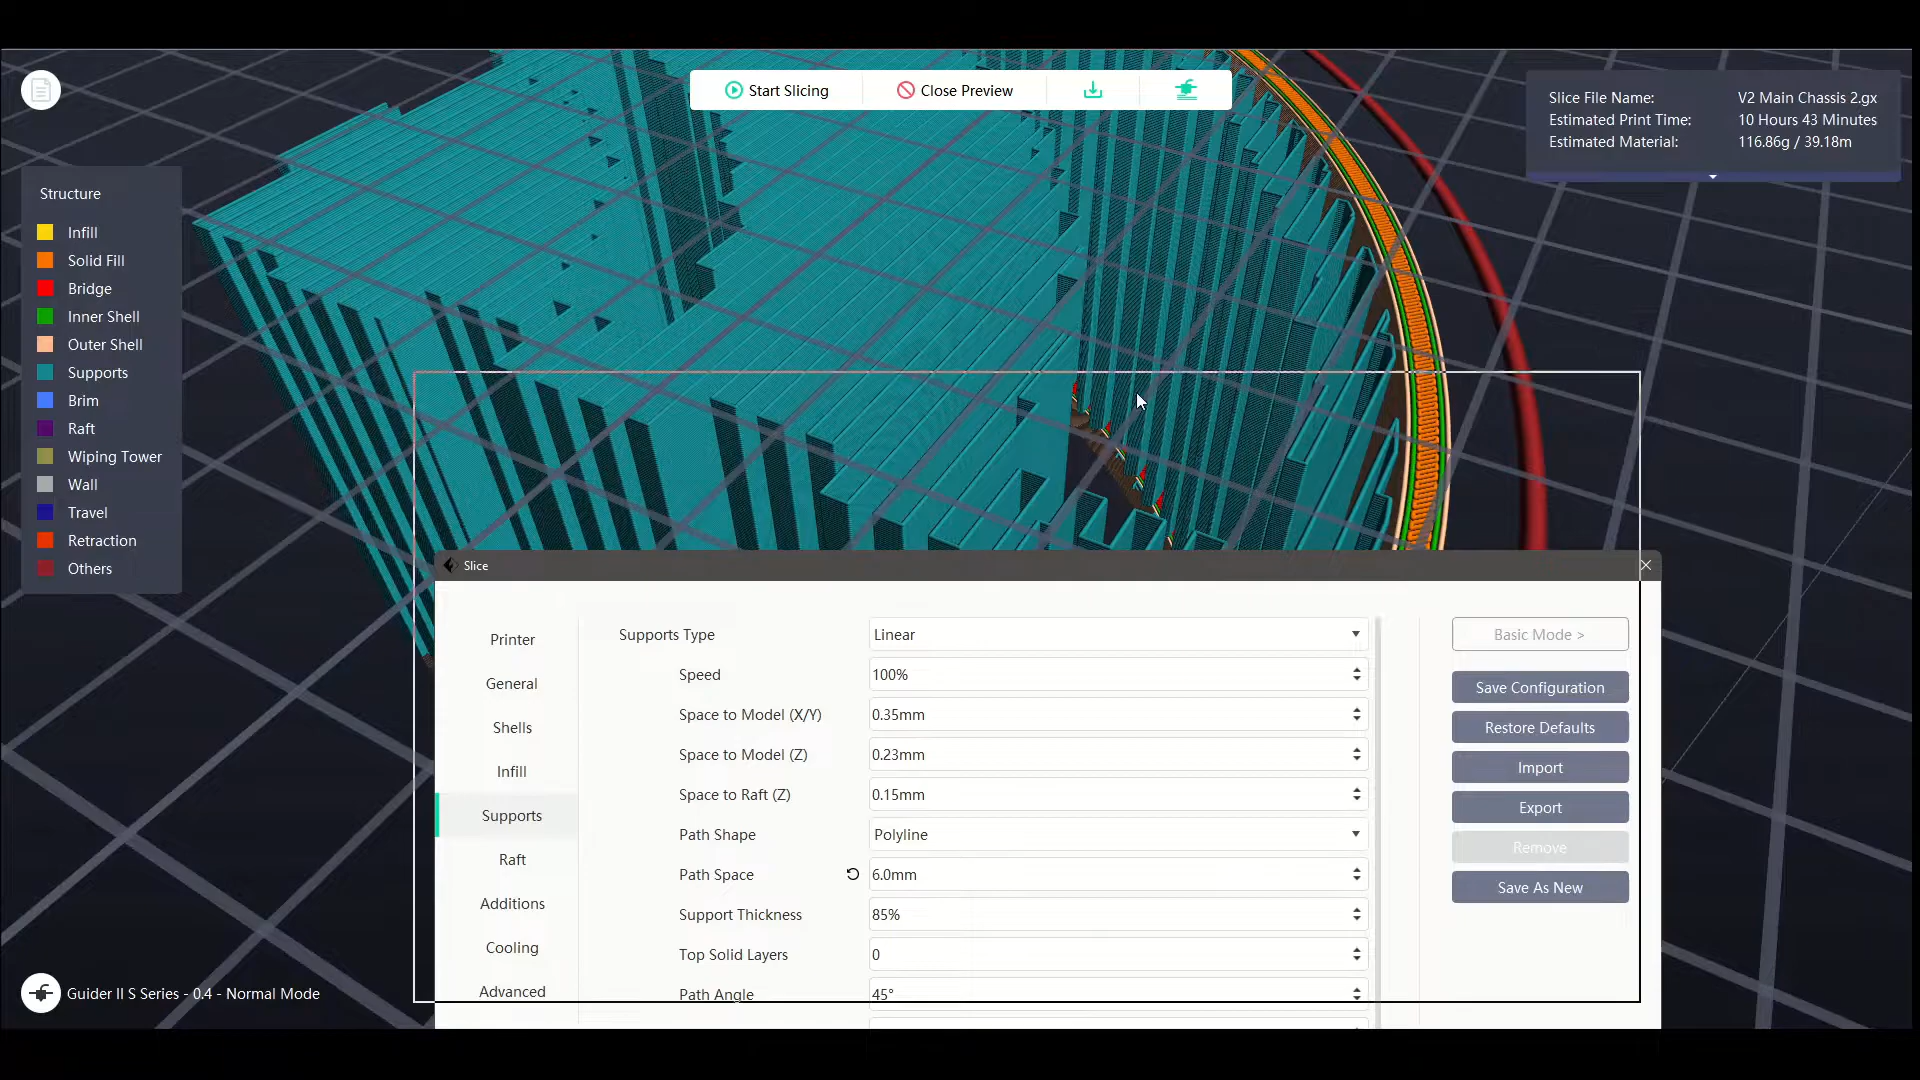 Start Slicing
Close Preview
Slice File Name: V2 Main Chassis 2.gx
Estimated Print Time: 10 Hours 43 Minutes
Estimated Material: 116.86g / 39.18m
Structure
Infill
Solid Fill
Bridge
Inner Shell
Outer Shell
Supports
Brim
Raft
Wiping Tower
Wall
Travel
Retraction
Others
Guider II S Series - 0.4 - Normal Mode
Slice
Printer
General
Shells
Infill
Supports
Raft
Additions
Cooling
Advanced
Supports Type Linear
Speed 100%
Space to Model (X/Y) 0.35mm
Space to Model (Z) 0.23mm
Space to Raft (Z) 0.15mm
Path Shape Polyline
Path Space 6.0mm
Support Thickness 85%
Top Solid Layers 0
Path Angle 45°
Basic Mode >
Save Configuration
Restore Defaults
Import
Export
Remove
Save As New